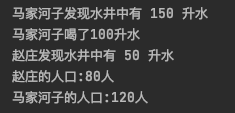 马家河子发现水井中有 150 升水
马家河子喝了100升水
赵庄发现水井中有 50 升水
赵庄的人口:80人
马家河子的人口:120人